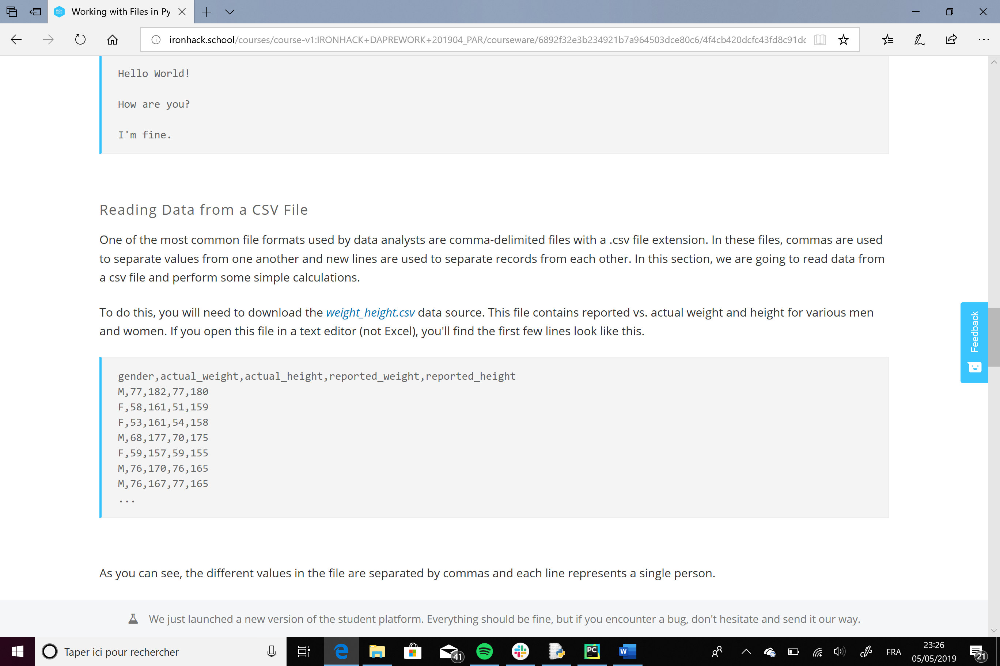 Working with Files in Py
ironhack.school/courses/course-v1:IRONHACK+DAPREWORK+201904_PAR/courseware/6892f32e3b234921b7a964503dce80c6/4f4cb420dcfc43fd8c91dc
Hello World!
How are you?
I'm fine.
Reading Data from a CSV File
One of the most common file formats used by data analysts are comma-delimited files with a .csv file extension. In these files, commas are used
to separate values from one another and new lines are used to separate records from each other. In this section, we are going to read data from
a csv file and perform some simple calculations.
To do this, you will need to download the weight_height.csv data source. This file contains reported vs. actual weight and height for various men
and women. If you open this file in a text editor (not Excel), you'll find the first few lines look like this.
Feedback
gender,actual_weight,actual_height,reported_weight,reported_height
M,77,182,77,180
F,58,161,51,159
F,53,161,54,158
M,68,177,70,175
F,59,157,59,155
M,76,170,76,165
M,76,167,77,165
...
As you can see, the different values in the file are separated by commas and each line represents a single person.
We just launched a new version of the student platform. Everything should be fine, but if you encounter a bug, don't hesitate and send it our way.
Taper ici pour rechercher
41
PC
W
FRA
23:26
05/05/2019
21